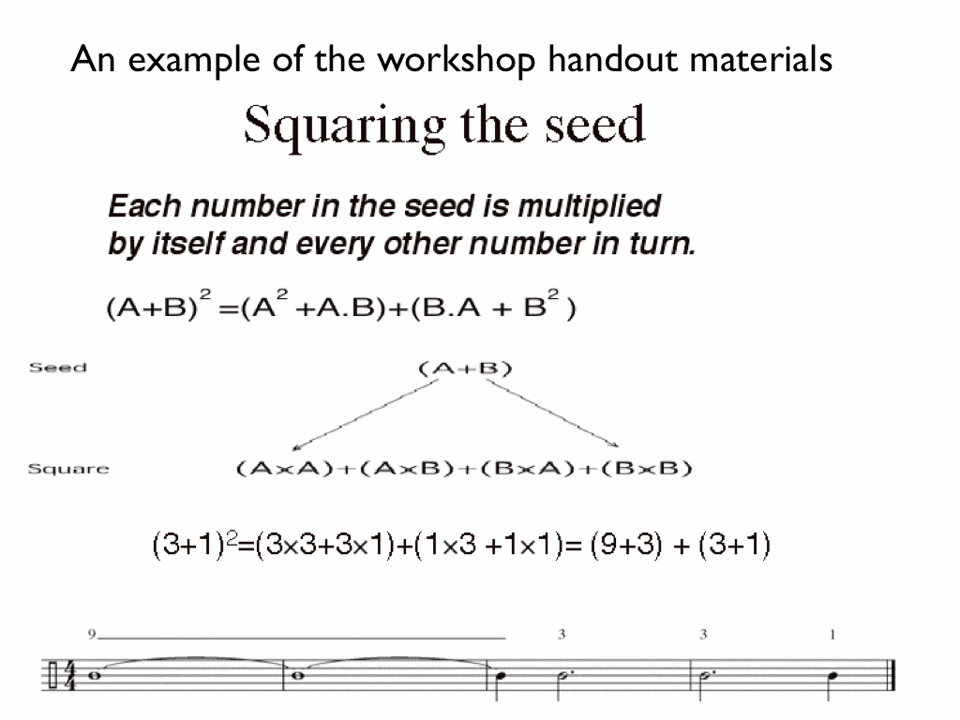 An example of the workshop handout materials
Squaring the seed
Each number in the seed is multiplied
by itself and every other number in turn.
(A+B)² =(A² +A.B)+(B.A + B² )
Seed (A+B)
Square (A×A)+(A×B)+(B×A)+(B×B)
(3+1)²=(3×3+3×1)+(1×3 +1×1)= (9+3) + (3+1)
9 3 3 1
4
4